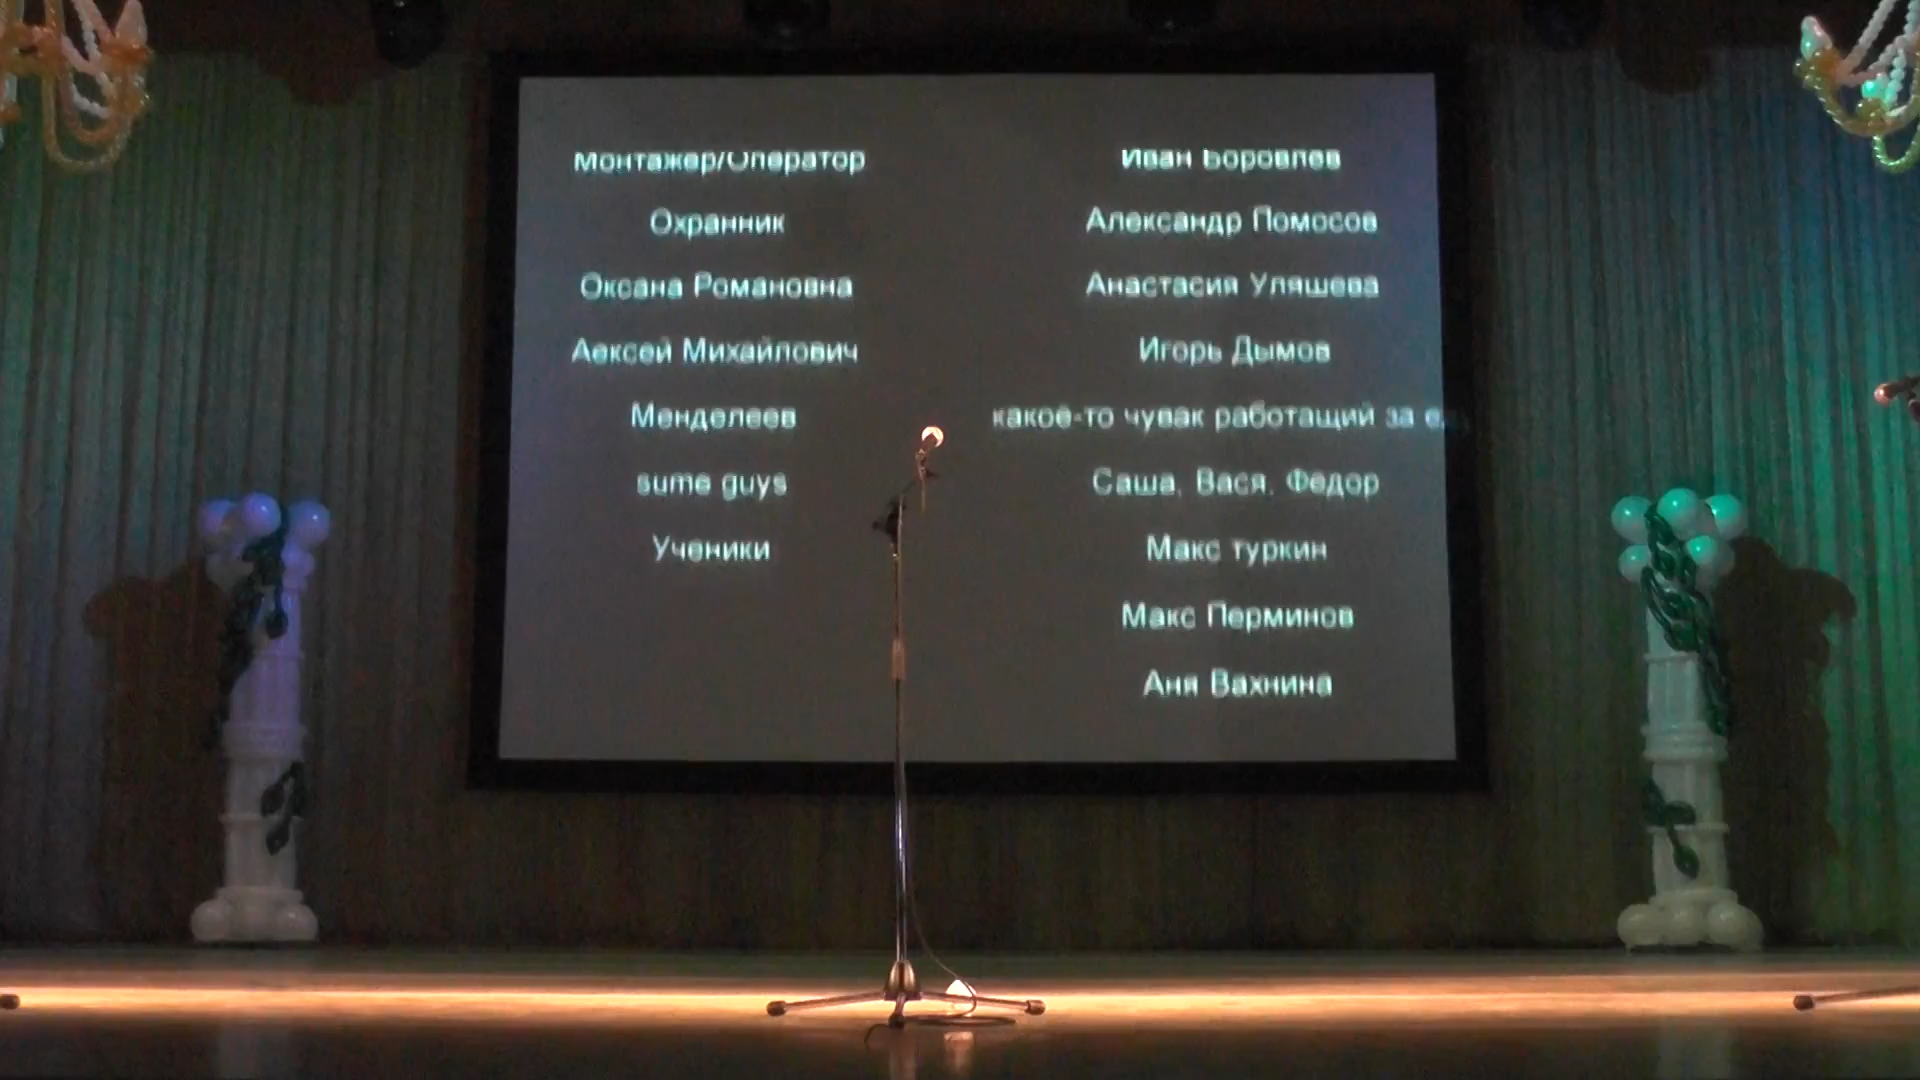 Монтажер/Оператор Иван Боровлев
Охранник Александр Помосов
Оксана Романовна Анастасия Уляшева
Аексей Михайлович Игорь Дымов
Менделеев какоё-то чувак работащий за
sume guys Саша, Вася, Федор
Ученики Макс туркин
Макс Перминов
Аня Вахнина